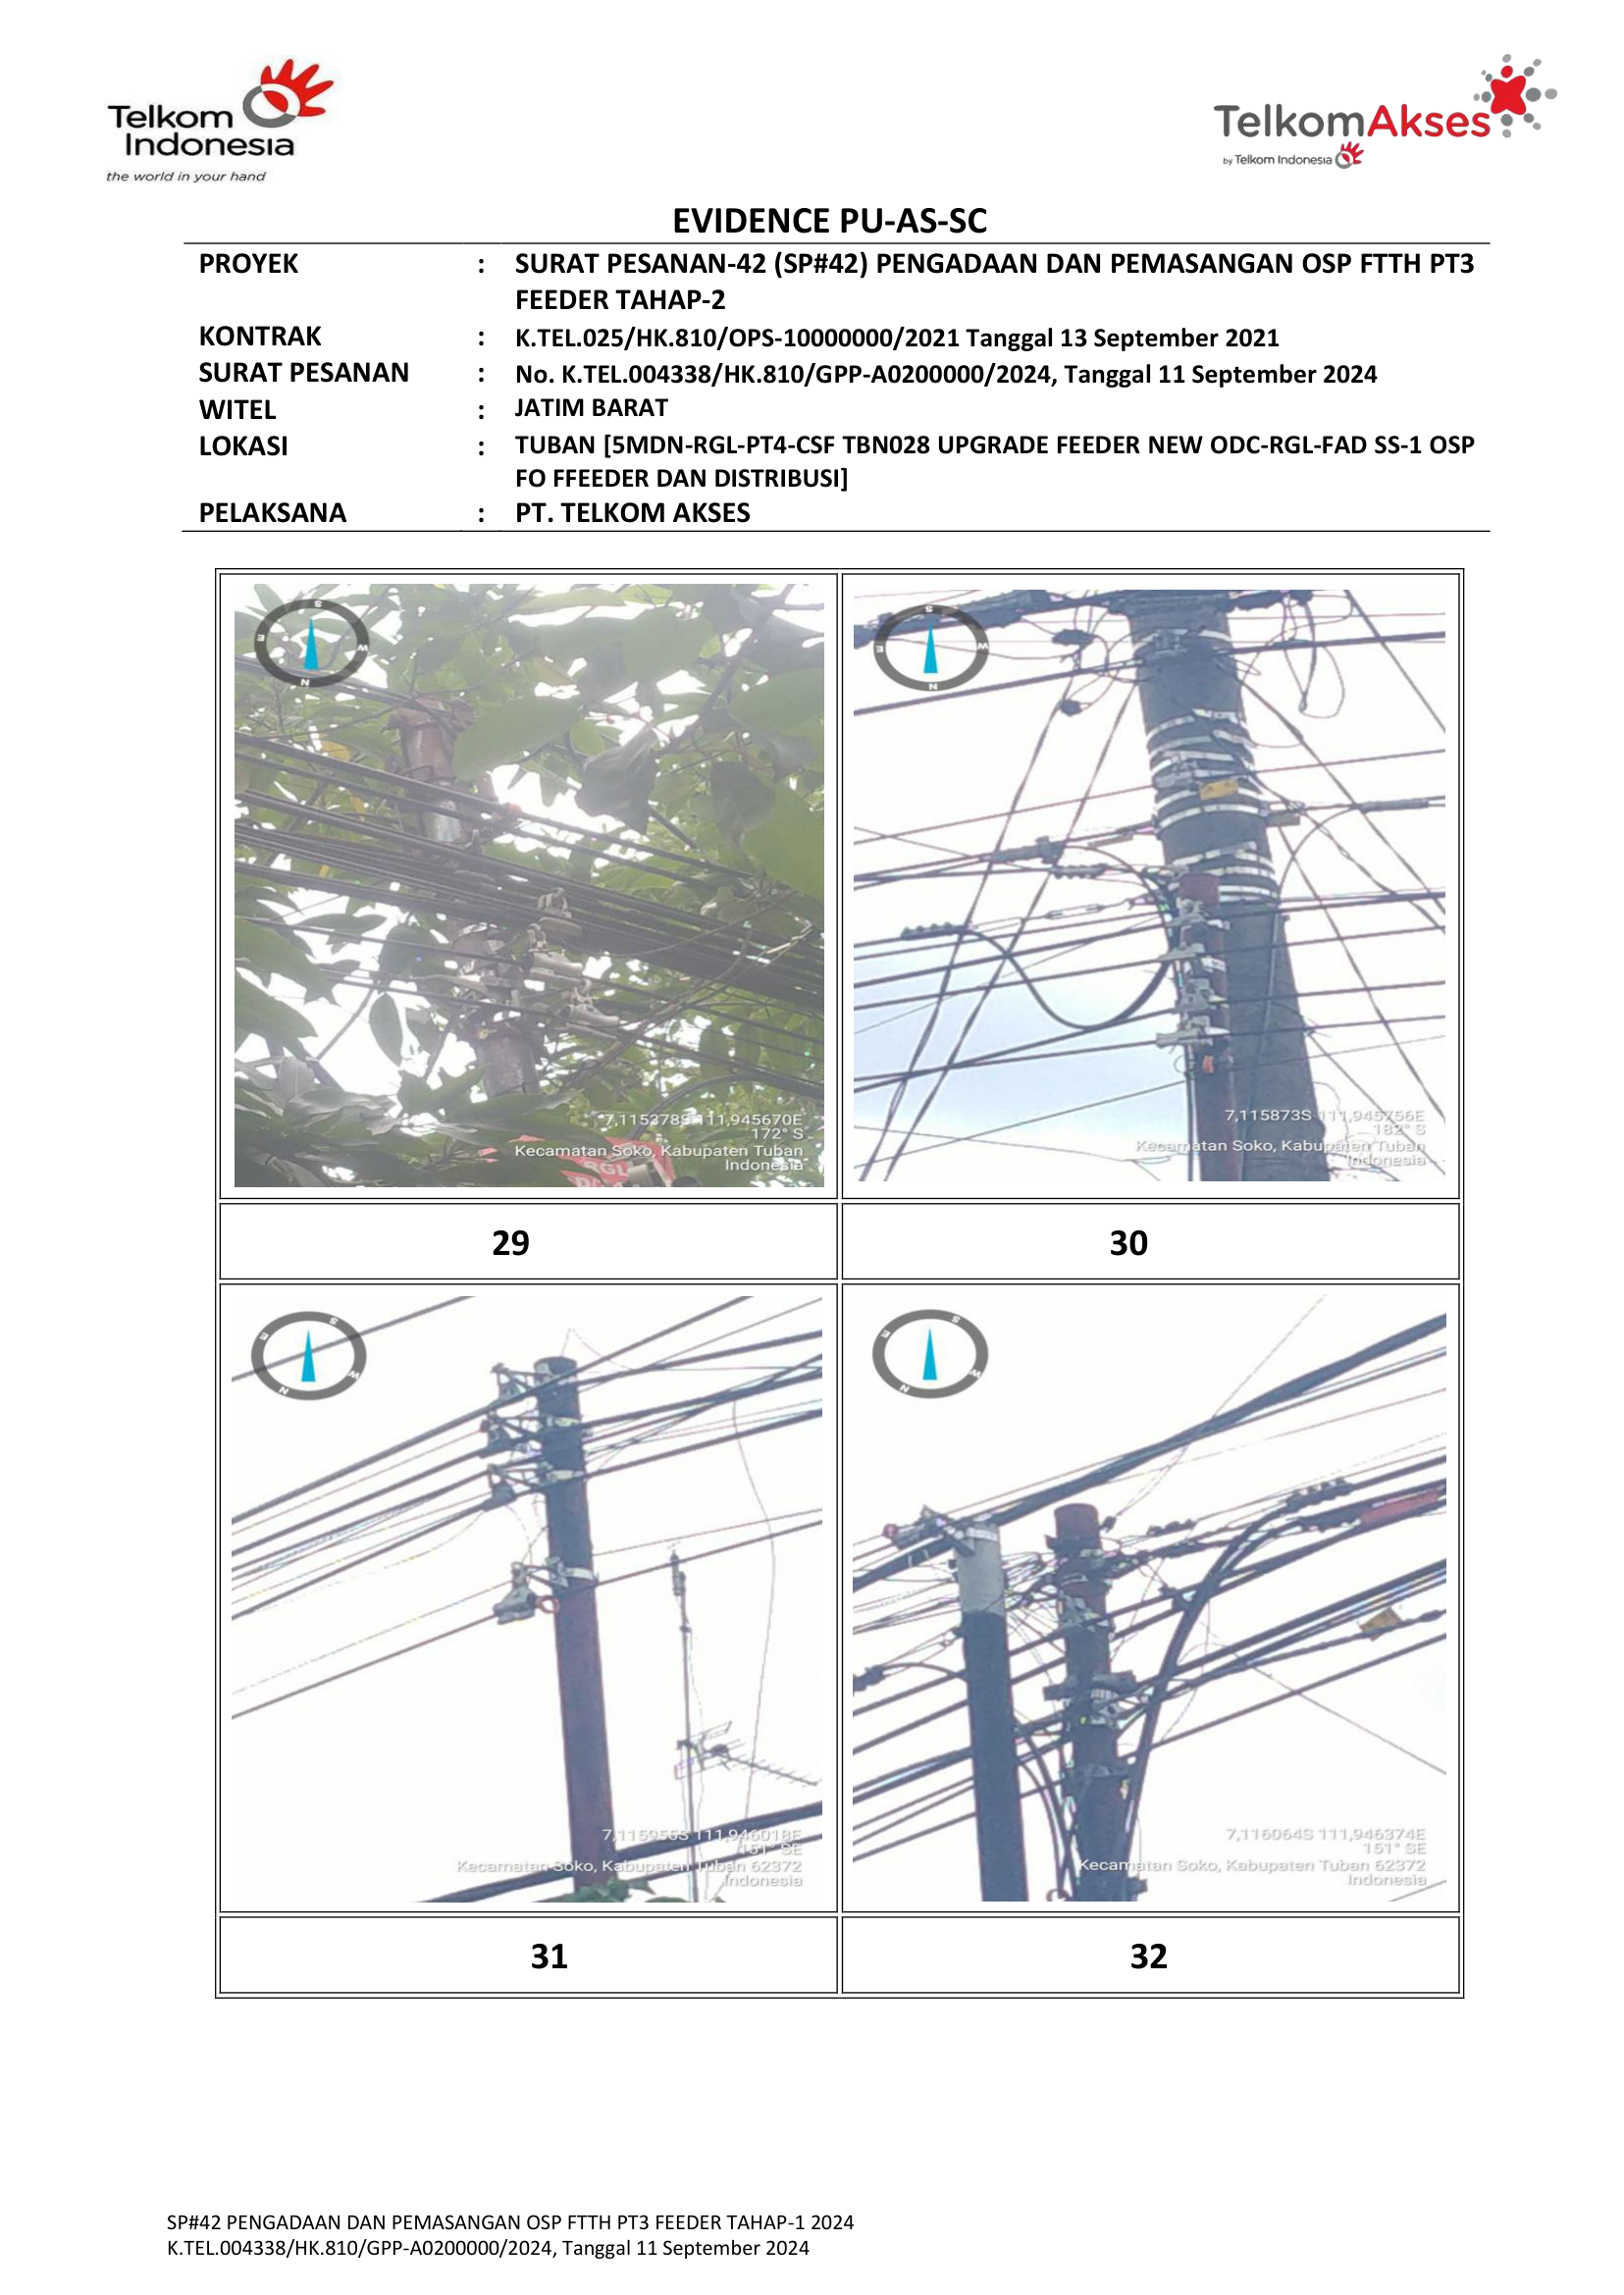 Telkom
Indonesia
the world in your hand
TelkomAkses
by Telkom Indonesia
EVIDENCE PU-AS-SC
PROYEK : SURAT PESANAN-42 (SP#42) PENGADAAN DAN PEMASANGAN OSP FTTH PT3
FEEDER TAHAP-2
KONTRAK : K.TEL.025/HK.810/OPS-10000000/2021 Tanggal 13 September 2021
SURAT PESANAN : No. K.TEL.004338/HK.810/GPP-A0200000/2024, Tanggal 11 September 2024
WITEL : JATIM BARAT
LOKASI : TUBAN [5MDN-RGL-PT4-CSF TBN028 UPGRADE FEEDER NEW ODC-RGL-FAD SS-1 OSP
FO FFEEDER DAN DISTRIBUSI]
PELAKSANA : PT. TELKOM AKSES
S
E
W
N
7,115378S 111,945670E
172° S
Kecamatan Soko, Kabupaten Tuban
Indonesia
RGL
S
E
W
N
7,115873S 111,945756E
182° S
Kecamatan Soko, Kabupaten Tuban
Indonesia
29
30
S
E
W
N
7,115955S 111,946018E
151° SE
Kecamatan Soko, Kabupaten Tuban 62372
Indonesia
S
E
W
N
7,116064S 111,946374E
151° SE
Kecamatan Soko, Kabupaten Tuban 62372
Indonesia
31
32
SP#42 PENGADAAN DAN PEMASANGAN OSP FTTH PT3 FEEDER TAHAP-1 2024
K.TEL.004338/HK.810/GPP-A0200000/2024, Tanggal 11 September 2024